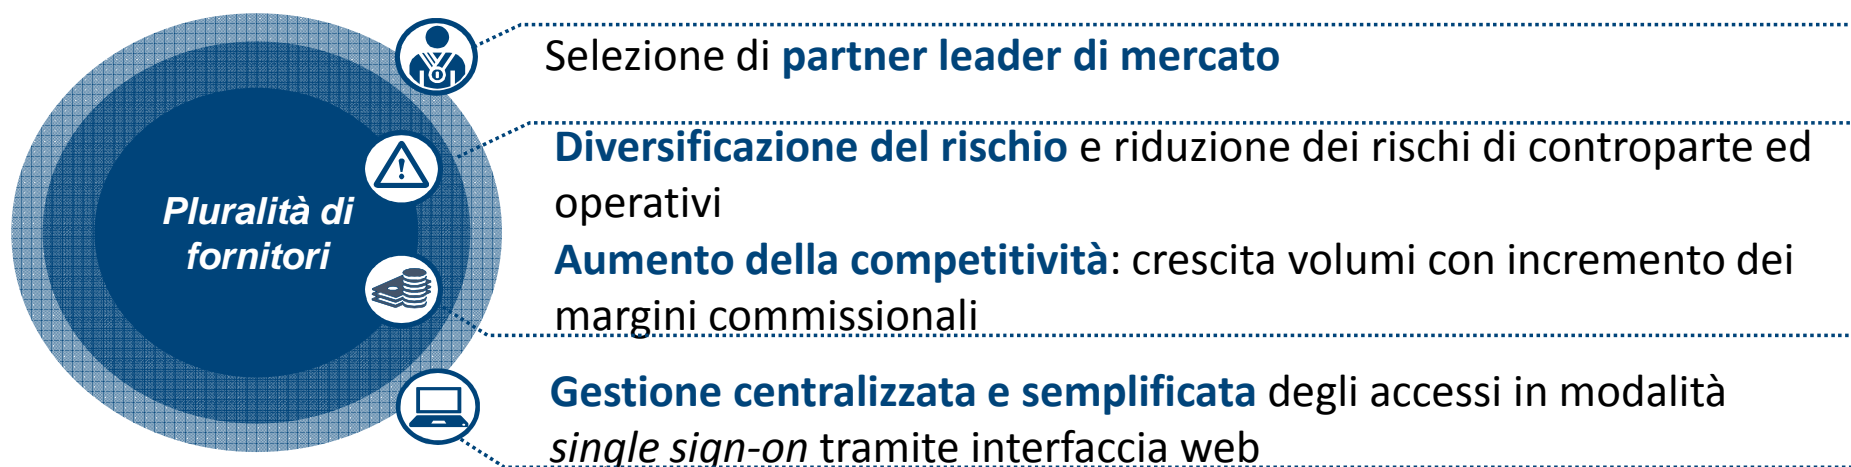 Selezione di partner leader di mercato
Diversificazione del rischio e riduzione dei rischi di controparte ed
operativi
Pluralità di
fornitori
Aumento della competitività: crescita volumi con incremento dei
margini commissionali
Gestione centralizzata e semplificata degli accessi in modalità
single sign-on tramite interfaccia web